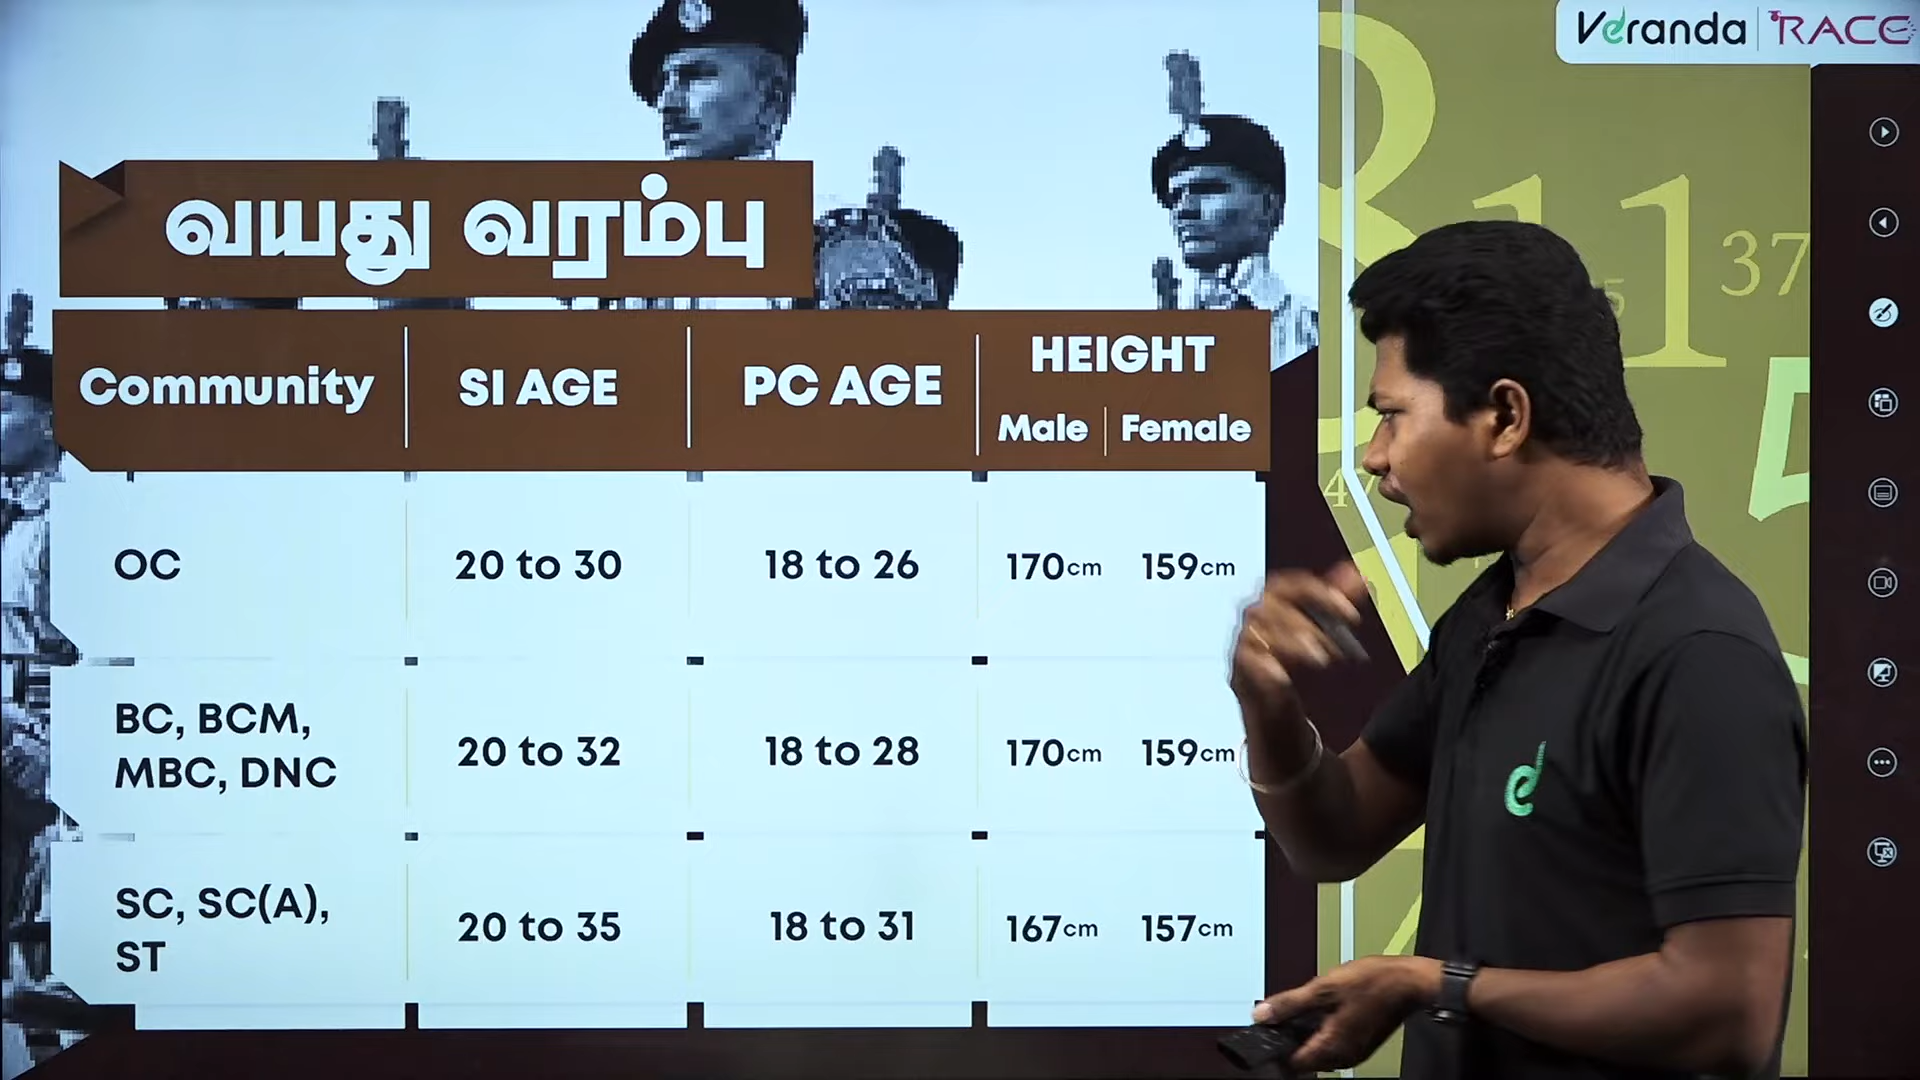 Veranda RACE
வயது வரம்பு
Community SI AGE PC AGE HEIGHT
Male Female
OC 20 to 30 18 to 26 170cm 159cm
BC, BCM,
MBC, DNC 20 to 32 18 to 28 170cm 159cm
SC, SC(A),
ST 20 to 35 18 to 31 167cm 157cm
11
37
47